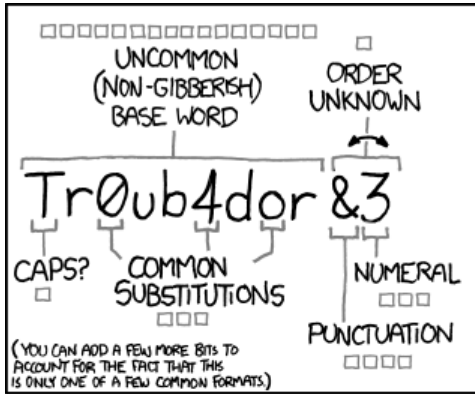 UNCOMMON
(NON-GIBBERISH)
BASE WORD
ORDER
UNKNOWN
Tr0ub4dor &3
CAPS?
COMMON
SUBSTITUTIONS
NUMERAL
PUNCTUATION
(YOU CAN ADD A FEW MORE BITS TO
ACCOUNT FOR THE FACT THAT THIS
IS ONLY ONE OF A FEW COMMON FORMATS.)